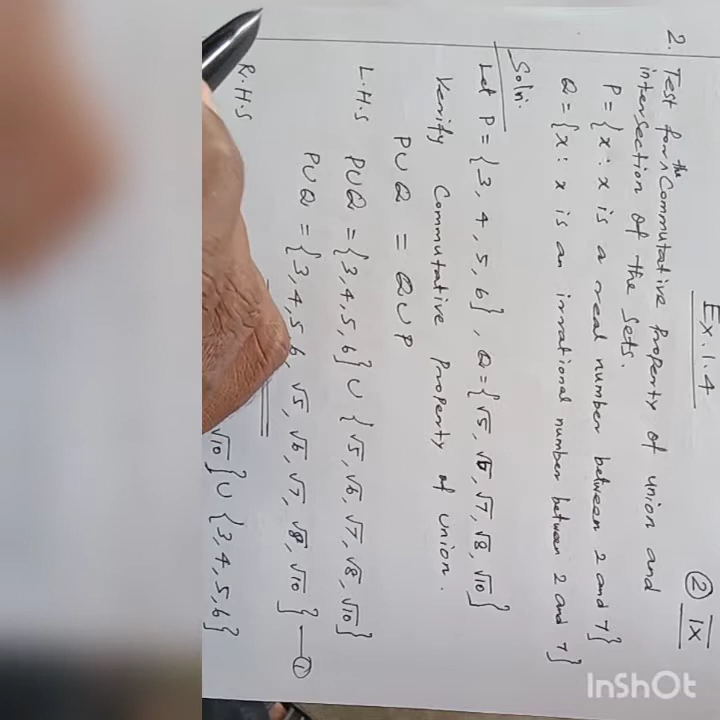 Ex. 1.4
② IX
2. Test for the Commutative Property of union and
intersection of the sets.
P = {x : x is a real number between 2 and 7}
Q = {x : x is an irrational number between 2 and 7}
Soln:
Let P = {3, 4, 5, 6}, Q = {√5, √6, √7, √8, √10}
Verify Commutative Property of Union.
P∪Q = Q∪P
L.H.S P∪Q = {3, 4, 5, 6} ∪ {√5, √6, √7, √8, √10}
P∪Q = {3, 4, 5, 6, √5, √6, √7, √8, √10} — ①
R.H.S √10} ∪ {3, 4, 5, 6}
InShOt